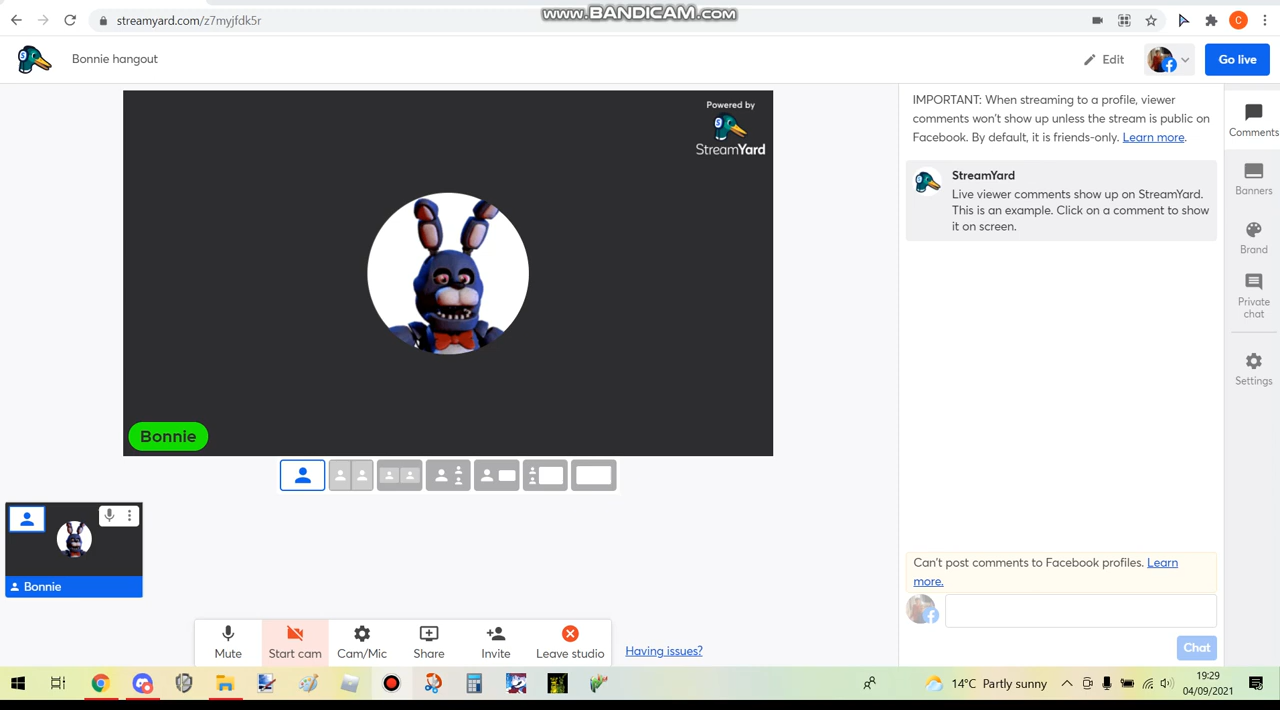 www.BANDICAM.com
streamyard.com/z7myjfdk5r
C
Bonnie hangout
Edit
Go live
Powered by
StreamYard
Bonnie
Bonnie
Mute
Start cam
Cam/Mic
Share
Invite
Leave studio
Having issues?
IMPORTANT: When streaming to a profile, viewer
comments won't show up unless the stream is public on
Facebook. By default, it is friends-only. Learn more.
StreamYard
Live viewer comments show up on StreamYard.
This is an example. Click on a comment to show
it on screen.
Can't post comments to Facebook profiles. Learn
more.
Chat
Comments
Banners
Brand
Private
chat
Settings
14°C Partly sunny
19:29
04/09/2021